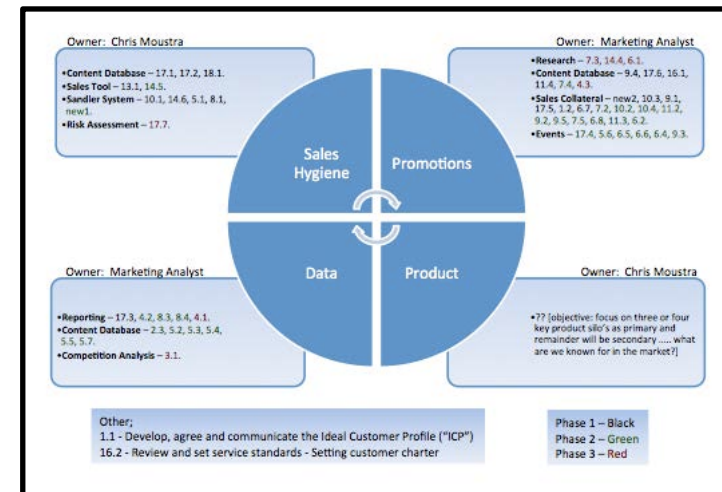 Owner: Chris Moustra
•Content Database – 17.1, 17.2, 18.1.
•Sales Tool – 13.1, 14.5.
•Sandler System – 10.1, 14.6, 5.1, 8.1,
new1.
•Risk Assessment – 17.7.
Owner: Marketing Analyst
•Research – 7.3, 14.4, 6.1.
•Content Database – 9.4, 17.6, 16.1,
11.4, 7.4, 4.3.
•Sales Collateral – new2, 10.3, 9.1,
17.5, 1.2, 6.7, 7.2, 10.2, 10.4, 11.2,
9.2, 9.5, 7.5, 6.8, 11.3, 6.2.
•Events – 17.4, 5.6, 6.5, 6.6, 6.4, 9.3.
Sales
Hygiene
Promotions
Data
Product
Owner: Marketing Analyst
•Reporting – 17.3, 4.2, 8.3, 8.4, 4.1.
•Content Database – 2.3, 5.2, 5.3, 5.4,
5.5, 5.7.
•Competition Analysis – 3.1.
Owner: Chris Moustra
•?? [objective: focus on three or four
key product silo's as primary and
remainder will be secondary ..... what
are we known for in the market?]
Other;
1.1 - Develop, agree and communicate the Ideal Customer Profile ("ICP")
16.2 - Review and set service standards - Setting customer charter
Phase 1 – Black
Phase 2 – Green
Phase 3 – Red